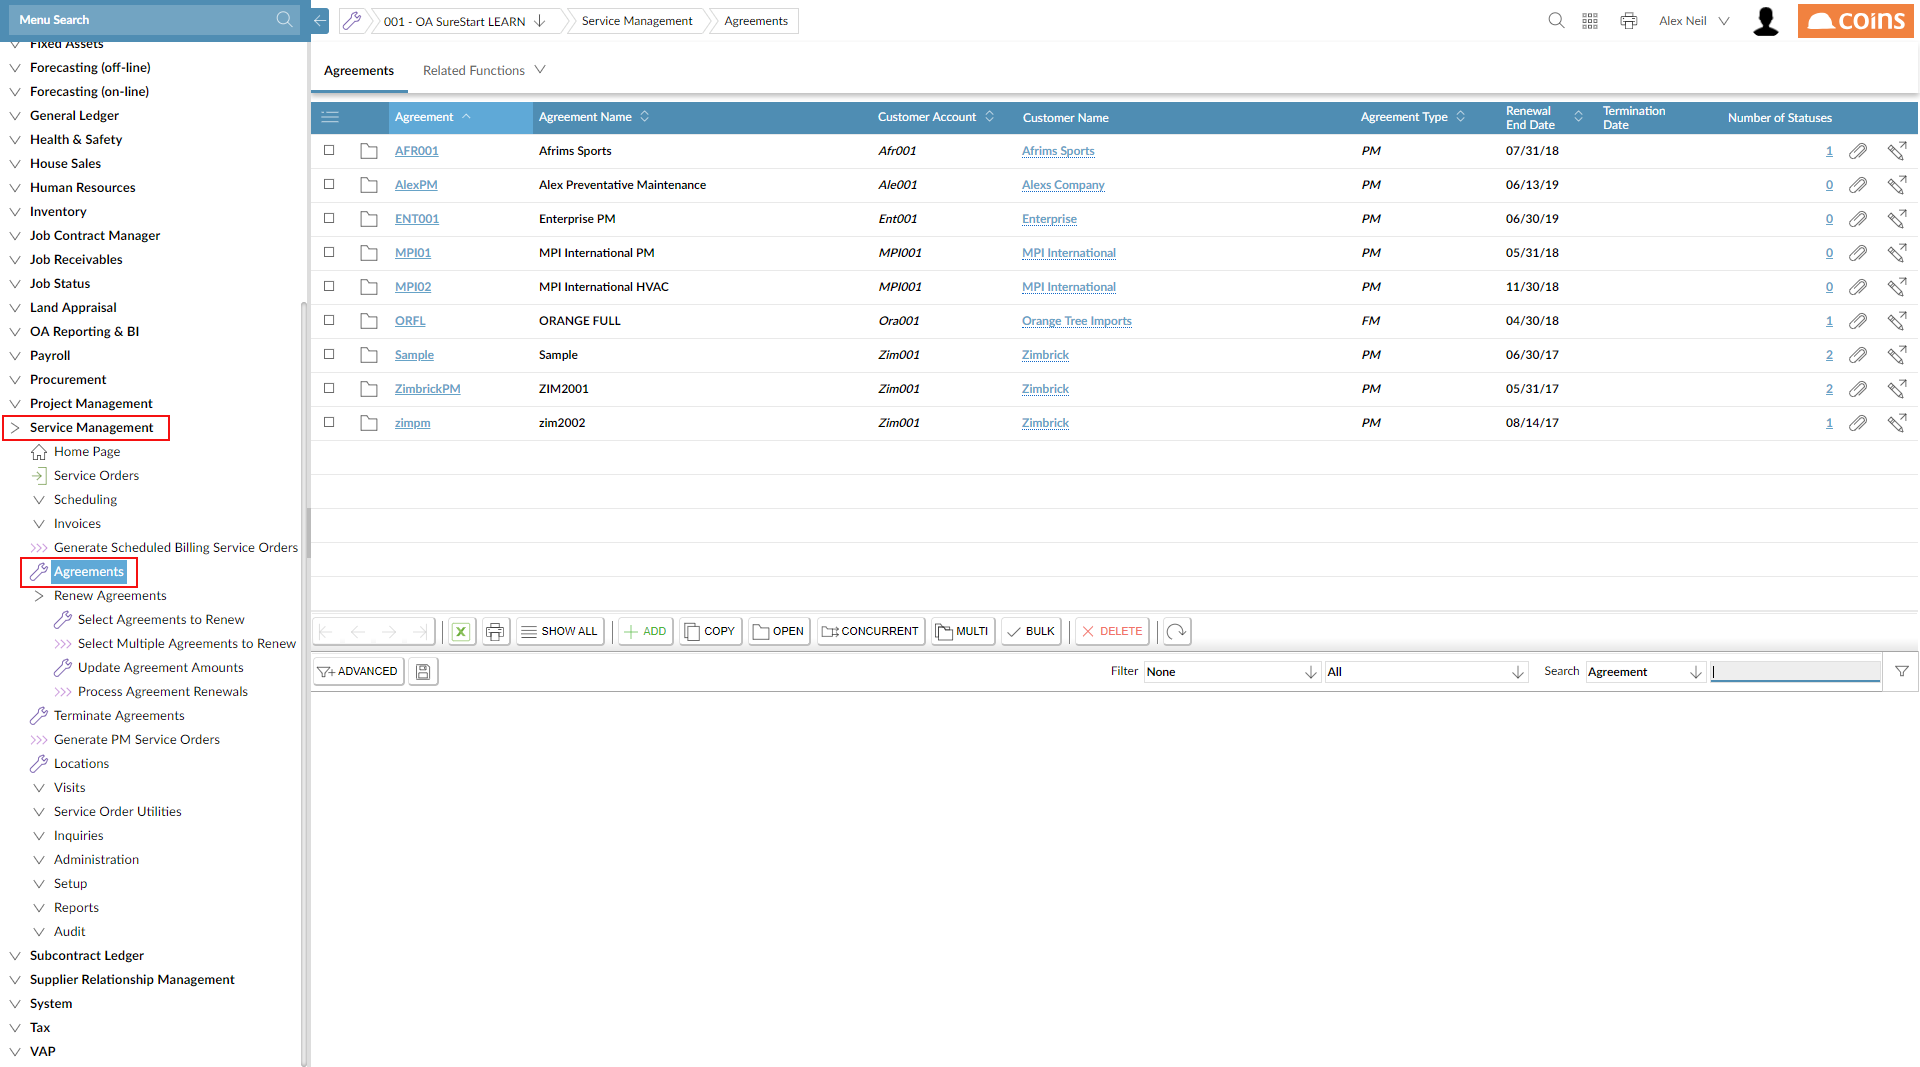 Menu Search
001 - OA SureStart LEARN
Service Management
Agreements
Alex Neil
coins
Fixed Assets
Forecasting (off-line)
Forecasting (on-line)
General Ledger
Health & Safety
House Sales
Human Resources
Inventory
Job Contract Manager
Job Receivables
Job Status
Land Appraisal
OA Reporting & BI
Payroll
Procurement
Project Management
Service Management
Home Page
Service Orders
Scheduling
Invoices
Generate Scheduled Billing Service Orders
Agreements
Renew Agreements
Select Agreements to Renew
Select Multiple Agreements to Renew
Update Agreement Amounts
Process Agreement Renewals
Terminate Agreements
Generate PM Service Orders
Locations
Visits
Service Order Utilities
Inquiries
Administration
Setup
Reports
Audit
Subcontract Ledger
Supplier Relationship Management
System
Tax
VAP
Agreements Related Functions
Agreement Agreement Name Customer Account Customer Name Agreement Type Renewal End Date Termination Date Number of Statuses
AFR001 Afrims Sports Afr001 Afrims Sports PM 07/31/18 1
AlexPM Alex Preventative Maintenance Ale001 Alexs Company PM 06/13/19 0
ENT001 Enterprise PM Ent001 Enterprise PM 06/30/19 0
MPI01 MPI International PM MPI001 MPI International PM 05/31/18 0
MPI02 MPI International HVAC MPI001 MPI International PM 11/30/18 0
ORFL ORANGE FULL Ora001 Orange Tree Imports FM 04/30/18 1
Sample Sample Zim001 Zimbrick PM 06/30/17 2
ZimbrickPM ZIM2001 Zim001 Zimbrick PM 05/31/17 2
zimpm zim2002 Zim001 Zimbrick PM 08/14/17 1
SHOW ALL ADD COPY OPEN CONCURRENT MULTI BULK DELETE
ADVANCED Filter None All Search Agreement